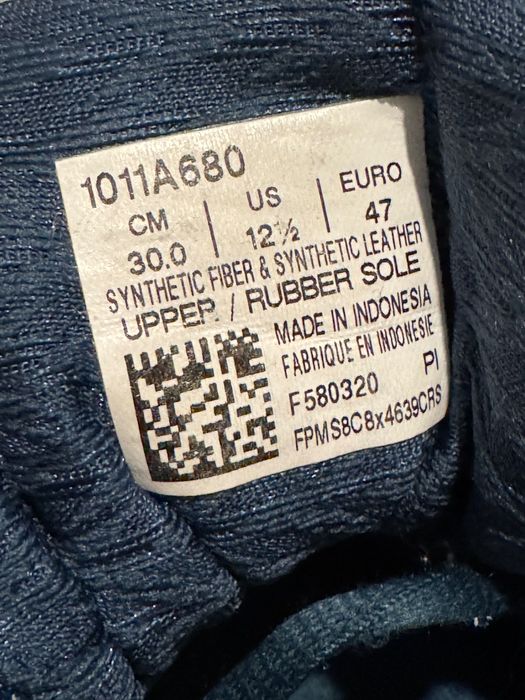 1011A680
CM | US | EURO
30.0 | 12½ | 47
SYNTHETIC FIBER & SYNTHETIC LEATHER
UPPER / RUBBER SOLE
MADE IN INDONESIA
FABRIQUE EN INDONESIE
F580320 PI
FPMS8C8x4639CRS